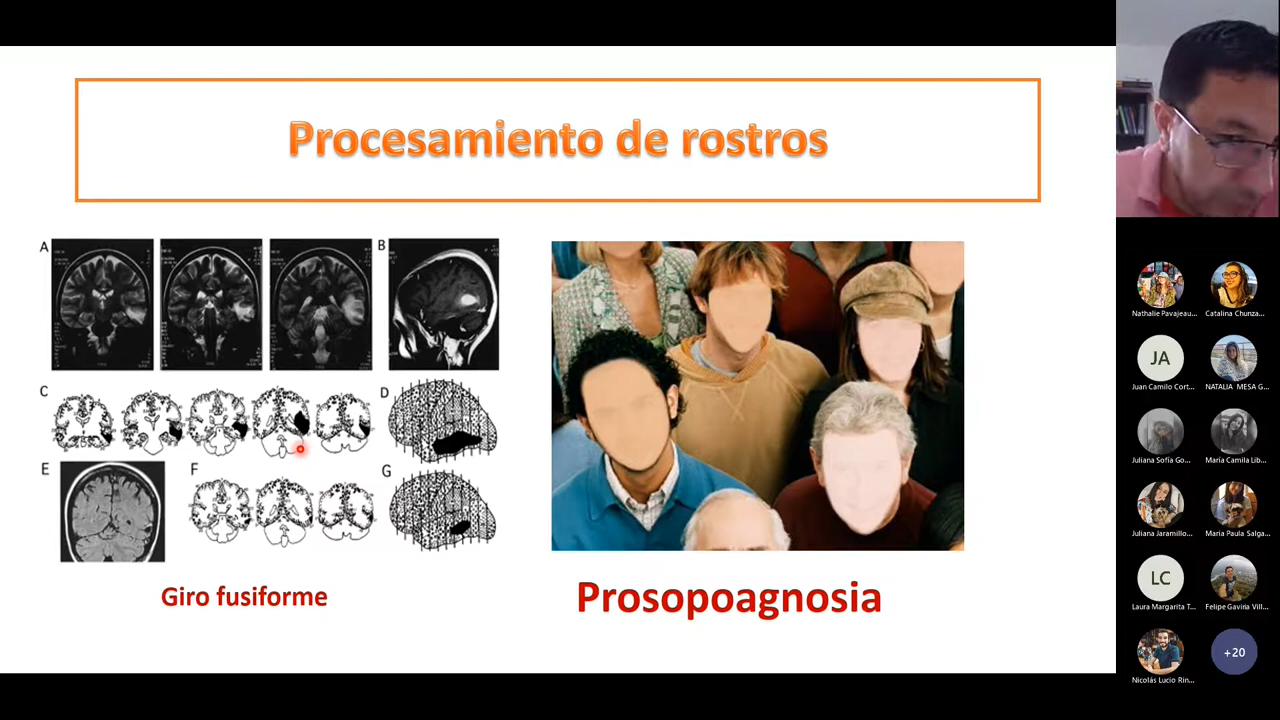 Procesamiento de rostros
A
B
C
D
E
F
G
Giro fusiforme
Prosopoagnosia
Nathalie Pavajeau...
Catalina Chunza...
JA
Juan Camilo Cort...
NATALIA MESA G...
Juliana Sofía Go...
María Camila Lib...
Juliana Jaramillo...
Maria Paula Salga...
LC
Laura Margarita T...
Felipe Gaviria Vill...
Nicolás Lucio Rin...
+20